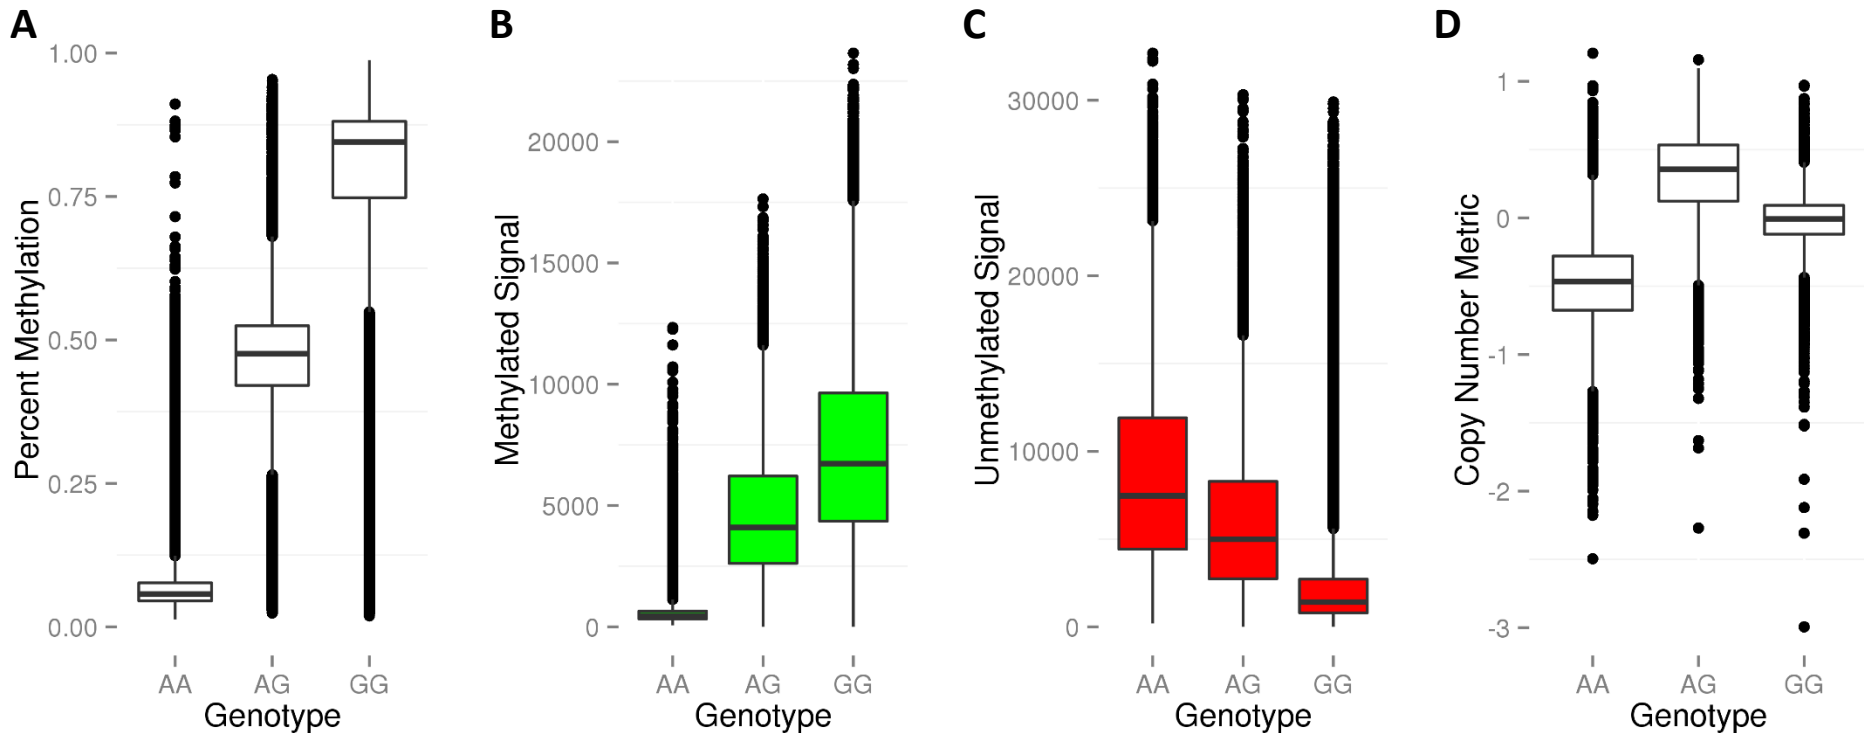 A
Percent Methylation
1.00
0.75
0.50
0.25
0.00
AA AG GG
Genotype
B
Methylated Signal
20000
15000
10000
5000
0
AA AG GG
Genotype
C
Unmethylated Signal
30000
20000
10000
0
AA AG GG
Genotype
D
Copy Number Metric
1
0
-1
-2
-3
AA AG GG
Genotype